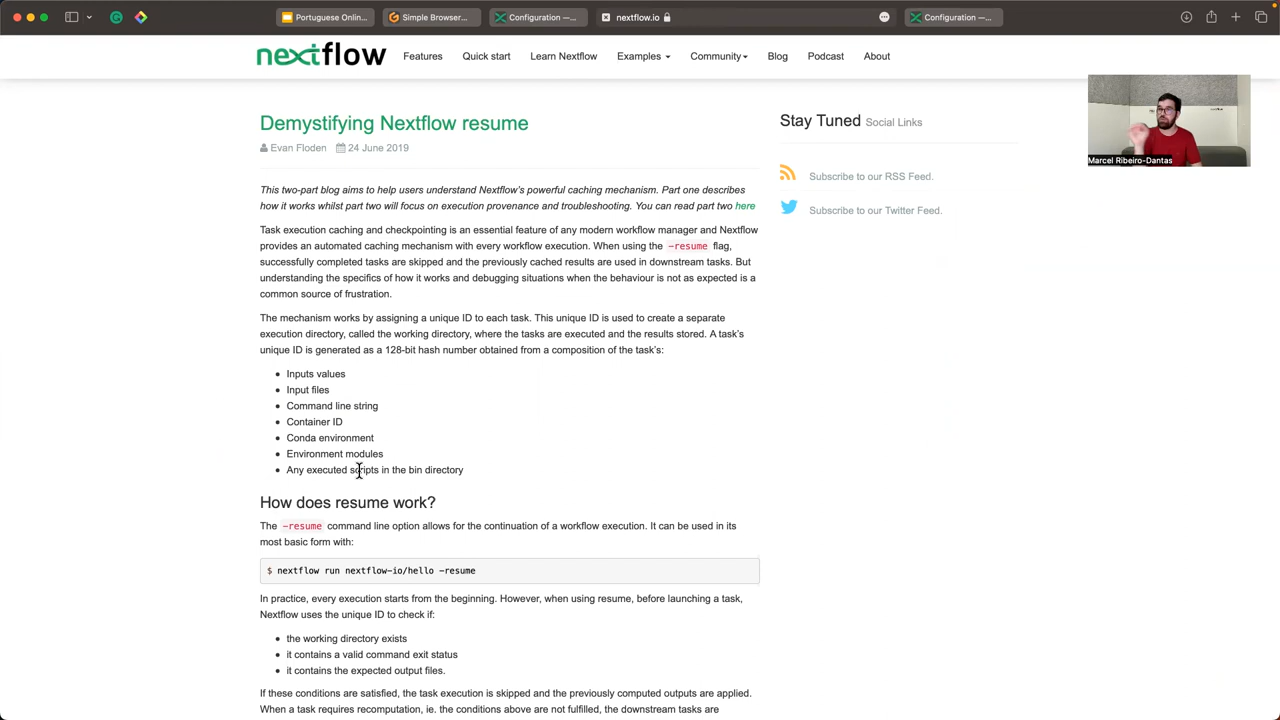 Portuguese Onlin...
Simple Browser...
Configuration —...
nextflow.io
Configuration —...
nextflow
Features
Quick start
Learn Nextflow
Examples
Community
Blog
Podcast
About
Demystifying Nextflow resume
Evan Floden 24 June 2019
This two-part blog aims to help users understand Nextflow's powerful caching mechanism. Part one describes
how it works whilst part two will focus on execution provenance and troubleshooting. You can read part two here
Task execution caching and checkpointing is an essential feature of any modern workflow manager and Nextflow
provides an automated caching mechanism with every workflow execution. When using the -resume flag,
successfully completed tasks are skipped and the previously cached results are used in downstream tasks. But
understanding the specifics of how it works and debugging situations when the behaviour is not as expected is a
common source of frustration.
The mechanism works by assigning a unique ID to each task. This unique ID is used to create a separate
execution directory, called the working directory, where the tasks are executed and the results stored. A task's
unique ID is generated as a 128-bit hash number obtained from a composition of the task's:
Inputs values
Input files
Command line string
Container ID
Conda environment
Environment modules
Any executed scripts in the bin directory
How does resume work?
The -resume command line option allows for the continuation of a workflow execution. It can be used in its
most basic form with:
$ nextflow run nextflow-io/hello -resume
In practice, every execution starts from the beginning. However, when using resume, before launching a task,
Nextflow uses the unique ID to check if:
the working directory exists
it contains a valid command exit status
it contains the expected output files.
If these conditions are satisfied, the task execution is skipped and the previously computed outputs are applied.
When a task requires recomputation, ie. the conditions above are not fulfilled, the downstream tasks are
Stay Tuned Social Links
Subscribe to our RSS Feed.
Subscribe to our Twitter Feed.
Marcel Ribeiro-Dantas